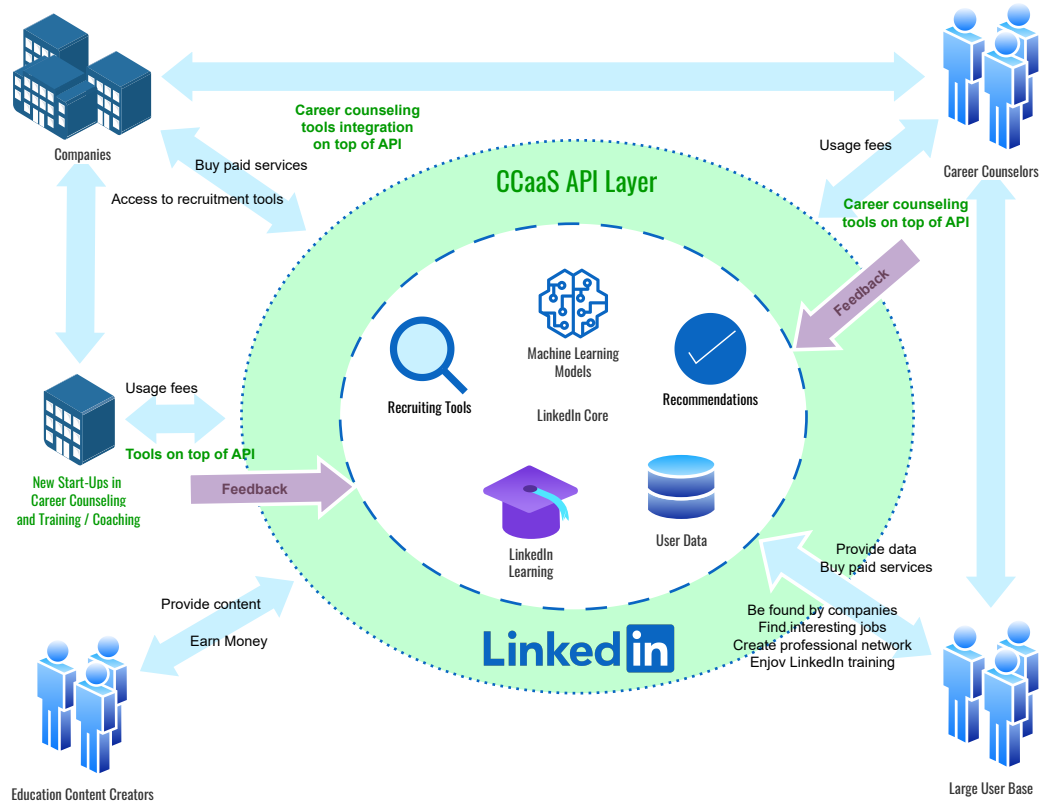 Companies
Career counseling
tools integration
on top of API
Buy paid services
Access to recruitment tools
Usage fees
Career Counselors
Career counseling
tools on top of API
Feedback
CCaaS API Layer
Machine Learning
Models
Recruiting Tools
Recommendations
LinkedIn Core
LinkedIn
Learning
User Data
Usage fees
Tools on top of API
Feedback
New Start-Ups in
Career Counseling
and Training / Coaching
Provide content
Earn Money
Education Content Creators
Linked in
Provide data
Buy paid services
Be found by companies
Find interesting jobs
Create professional network
Enjoy LinkedIn training
Large User Base